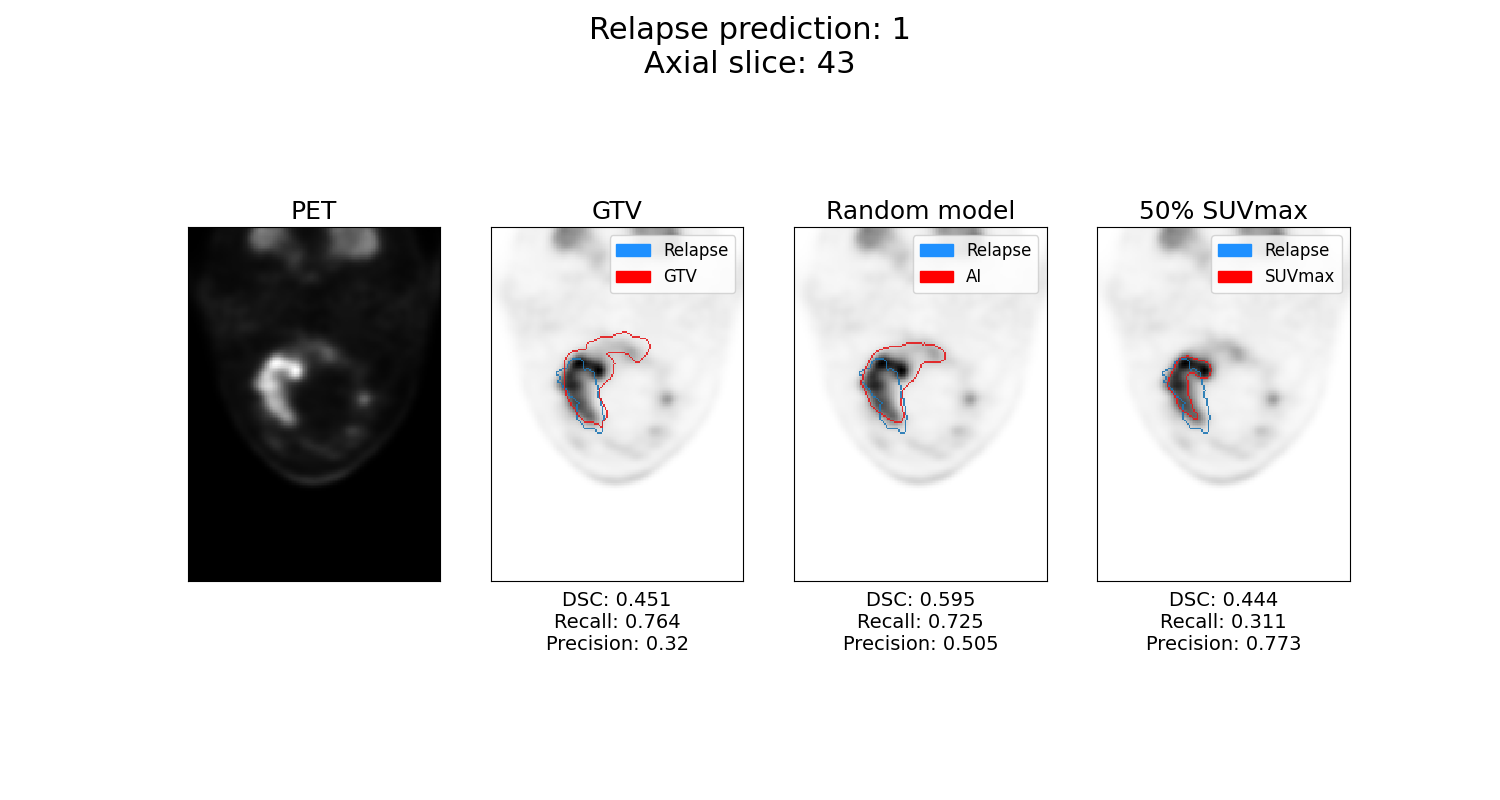 Relapse prediction: 1
Axial slice: 43
PET
GTV
Random model
50% SUVmax
Relapse
GTV
Relapse
AI
Relapse
SUVmax
DSC: 0.451
Recall: 0.764
Precision: 0.32
DSC: 0.595
Recall: 0.725
Precision: 0.505
DSC: 0.444
Recall: 0.311
Precision: 0.773